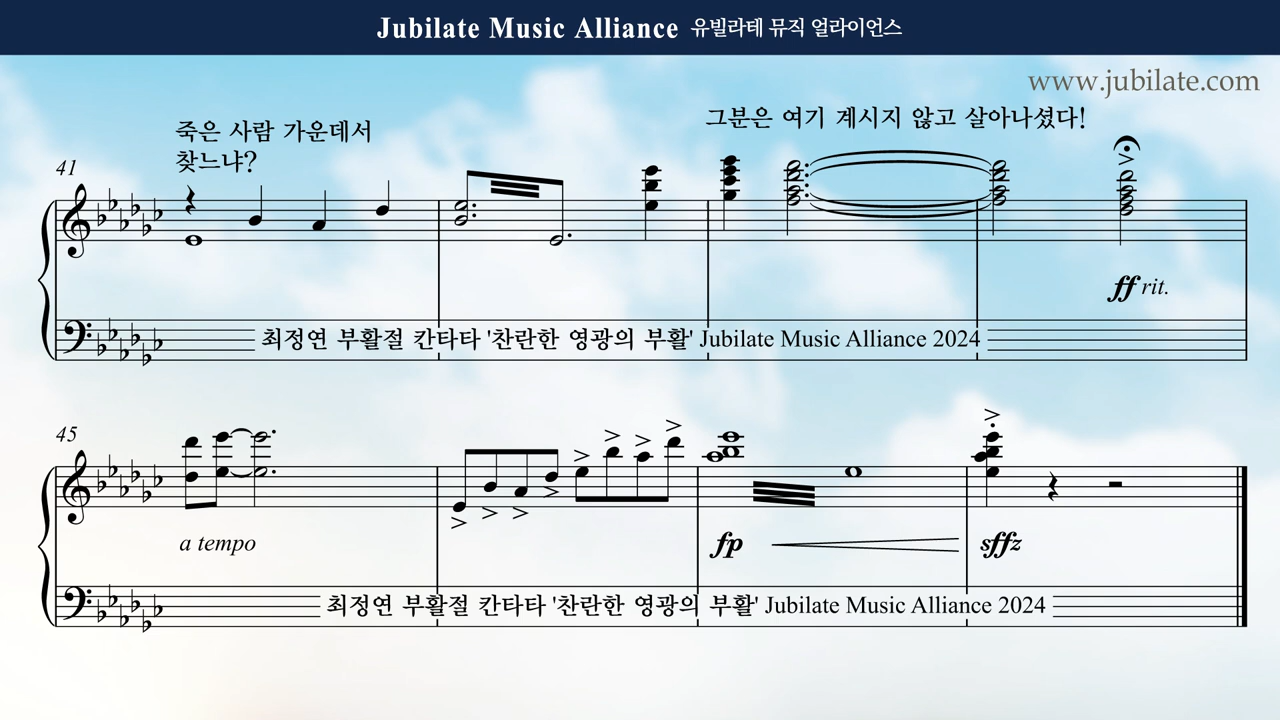 Jubilate Music Alliance 유빌라테 뮤직 얼라이언스
www.jubilate.com
죽은 사람 가운데서
찾느냐?
그분은 여기 계시지 않고 살아나셨다!
41
ff rit.
최정연 부활절 칸타타 '찬란한 영광의 부활' Jubilate Music Alliance 2024
45
a tempo
fp
sffz
최정연 부활절 칸타타 '찬란한 영광의 부활' Jubilate Music Alliance 2024